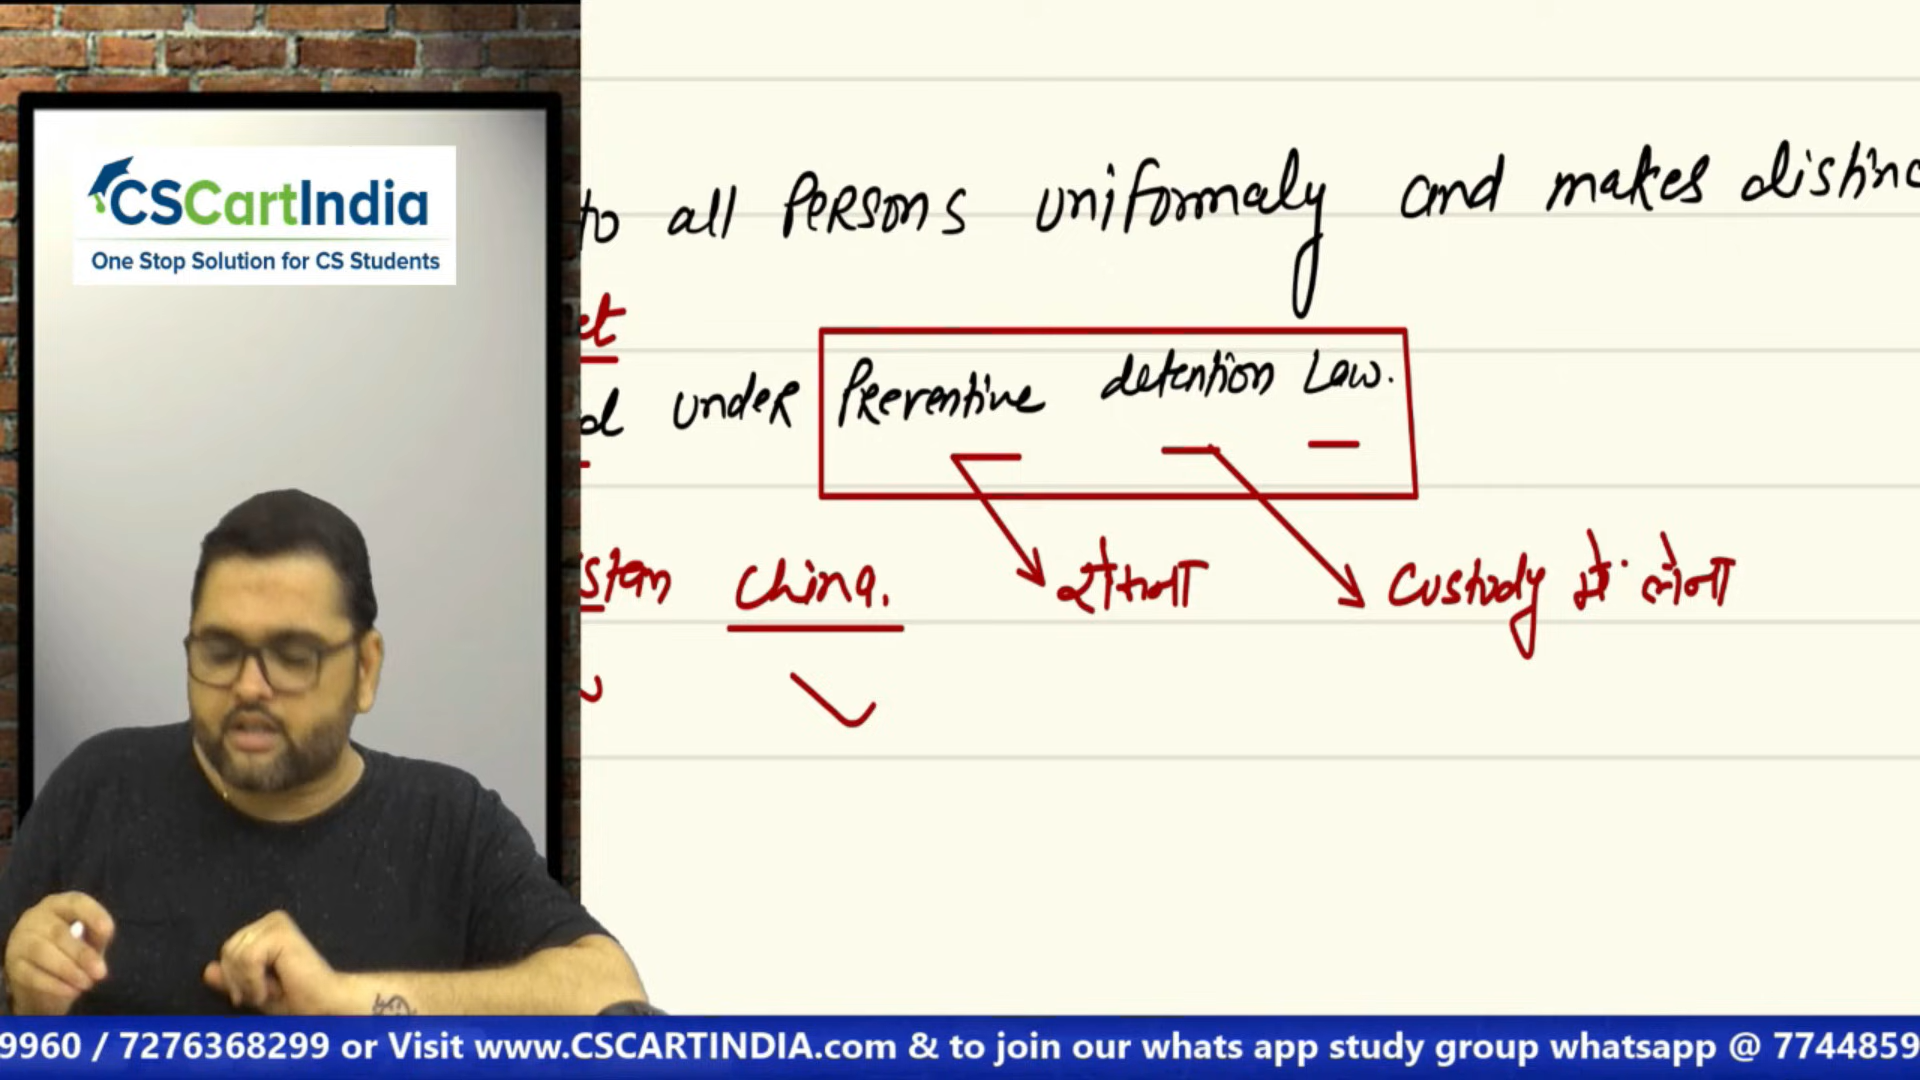 CSCartIndia
One Stop Solution for CS Students
to all Persons uniformaly and makes distinc
et
d under Preventive detention Law.
stem China. रोकना Custody में लेना
9960 / 7276368299 or Visit www.CSCARTINDIA.com & to join our whats app study group whatsapp @ 7744859